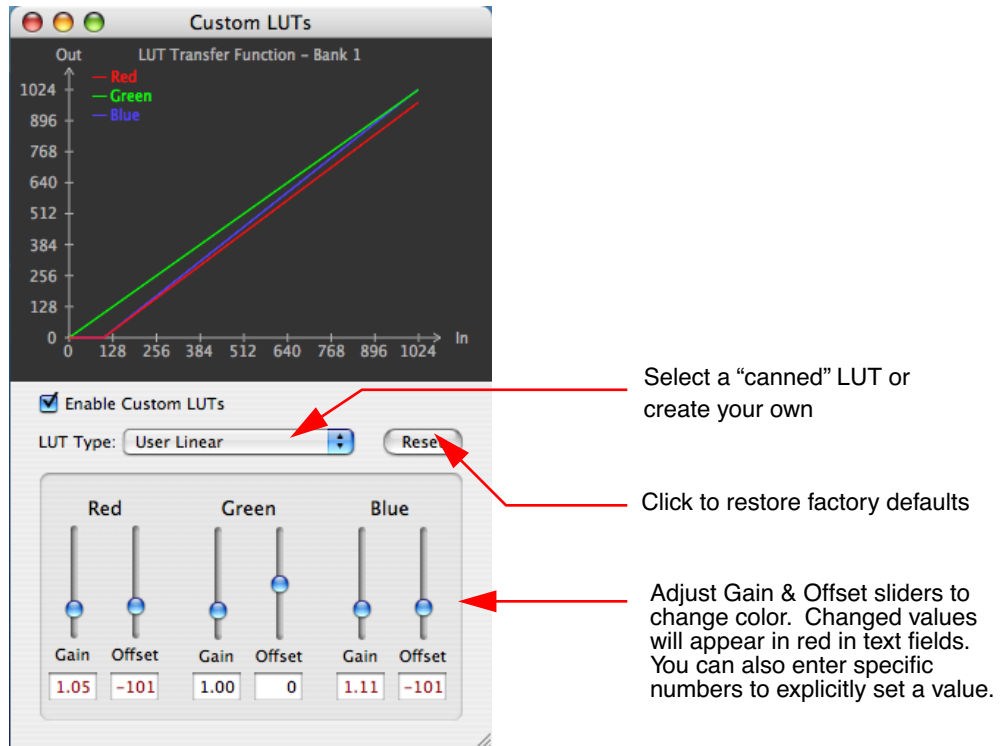 Custom LUTs
Out
LUT Transfer Function – Bank 1
Red
Green
Blue
1024
896
768
640
512
384
256
128
0
0 128 256 384 512 640 768 896 1024
In
Enable Custom LUTs
LUT Type: User Linear
Reset
Red Green Blue
Gain Offset Gain Offset Gain Offset
1.05 -101 1.00 0 1.11 -101
Select a “canned” LUT or
create your own
Click to restore factory defaults
Adjust Gain & Offset sliders to
change color. Changed values
will appear in red in text fields.
You can also enter specific
numbers to explicitly set a value.